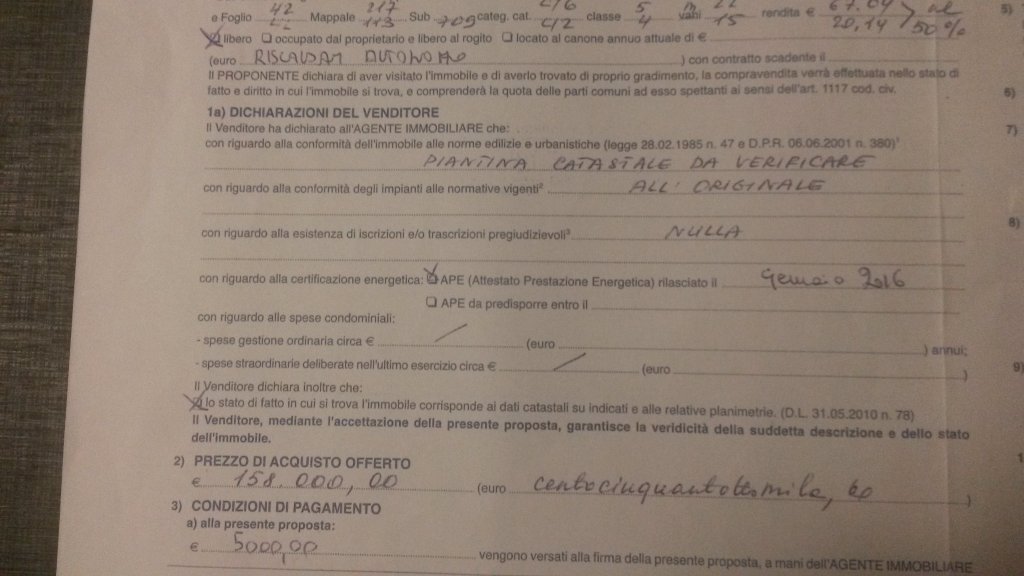 e Foglio 42 Mappale 217 Sub 709 categ. cat. C/6 classe 5 vani m 22 rendita € 67,04 al 5)
22 113 C/2 4 15 20,14 50%
libero ❑ occupato dal proprietario e libero al rogito ❑ locato al canone annuo attuale di €
(euro RISCALDAM AUTONOMO ) con contratto scadente il
Il PROPONENTE dichiara di aver visitato l'immobile e di averlo trovato di proprio gradimento, la compravendita verrà effettuata nello stato di
fatto e diritto in cui l'immobile si trova, e comprenderà la quota delle parti comuni ad esso spettanti ai sensi dell'art. 1117 cod. civ. 6)
1a) DICHIARAZIONI DEL VENDITORE
Il Venditore ha dichiarato all'AGENTE IMMOBILIARE che: 7)
con riguardo alla conformità dell'immobile alle norme edilizie e urbanistiche (legge 28.02.1985 n. 47 e D.P.R. 06.06.2001 n. 380)¹
PIANTINA CATASTALE DA VERIFICARE
con riguardo alla conformità degli impianti alle normative vigenti² ALL' ORIGINALE
8)
con riguardo alla esistenza di iscrizioni e/o trascrizioni pregiudizievoli³ NULLA
con riguardo alla certificazione energetica: APE (Attestato Prestazione Energetica) rilasciato il Gennaio 2016
❑ APE da predisporre entro il
con riguardo alle spese condominiali:
- spese gestione ordinaria circa € / (euro ) annui;
- spese straordinarie deliberate nell'ultimo esercizio circa € / (euro ) 9)
Il Venditore dichiara inoltre che:
lo stato di fatto in cui si trova l'immobile corrisponde ai dati catastali su indicati e alle relative planimetrie. (D.L. 31.05.2010 n. 78)
Il Venditore, mediante l'accettazione della presente proposta, garantisce la veridicità della suddetta descrizione e dello stato
dell'immobile.
2) PREZZO DI ACQUISTO OFFERTO
€ 158.000,00 (euro centocinquantottomila,00 )
3) CONDIZIONI DI PAGAMENTO
a) alla presente proposta:
€ 5000,00 vengono versati alla firma della presente proposta, a mani dell'AGENTE IMMOBILIARE